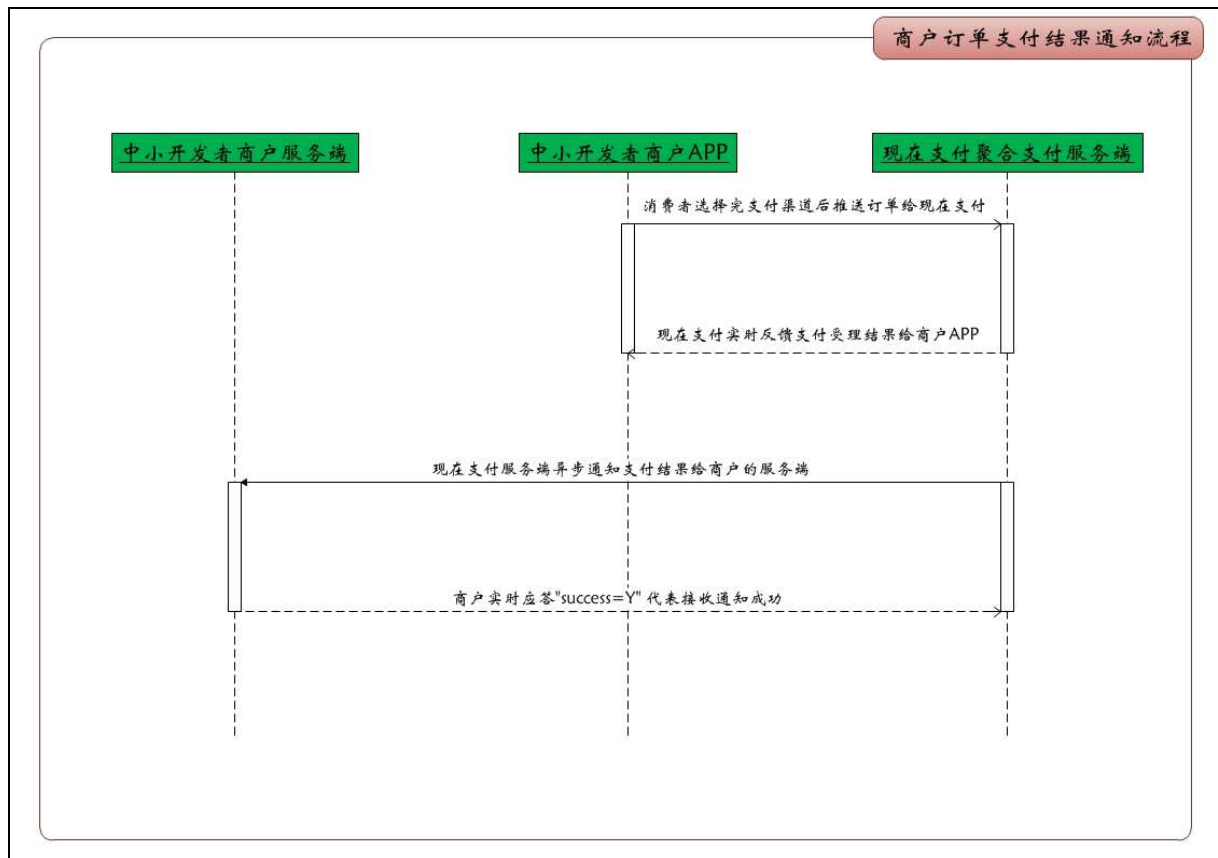 商户订单支付结果通知流程
中小开发者商户服务端
中小开发者商户APP
现在支付聚合支付服务端
消费者选择完支付渠道后推送订单给现在支付
现在支付实时反馈支付受理结果给商户APP
现在支付服务端异步通知支付结果给商户的服务端
商户实时应答"success=Y" 代表接收通知成功